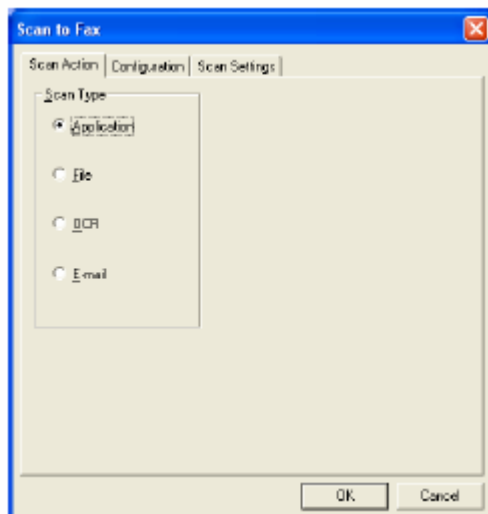 Scan to Fax
Scan Action Configuration Scan Settings
Scan Type
Application
File
OCR
E-mail
OK Cancel